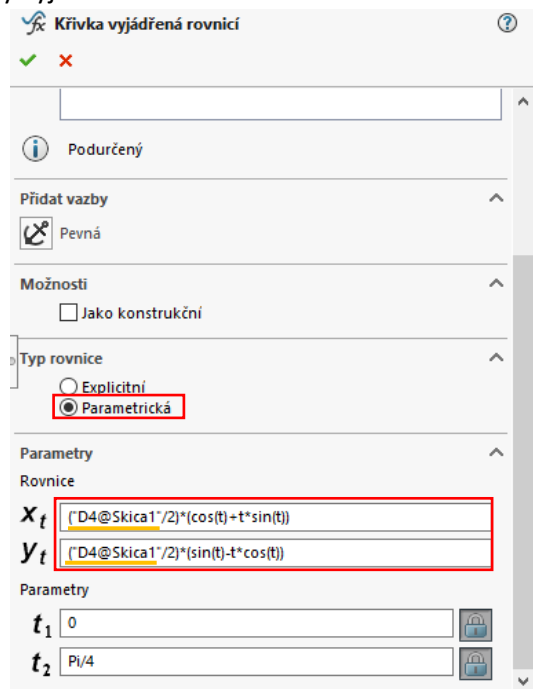 Křivka vyjádřená rovnicí
Podurčený
Přidat vazby
Pevná
Možnosti
Jako konstrukční
Typ rovnice
Explicitní
Parametrická
Parametry
Rovnice
Xt ("D4@Skica1"/2)*(cos(t)+t*sin(t))
yt ("D4@Skica1"/2)*(sin(t)-t*cos(t))
Parametry
t1 0
t2 Pi/4